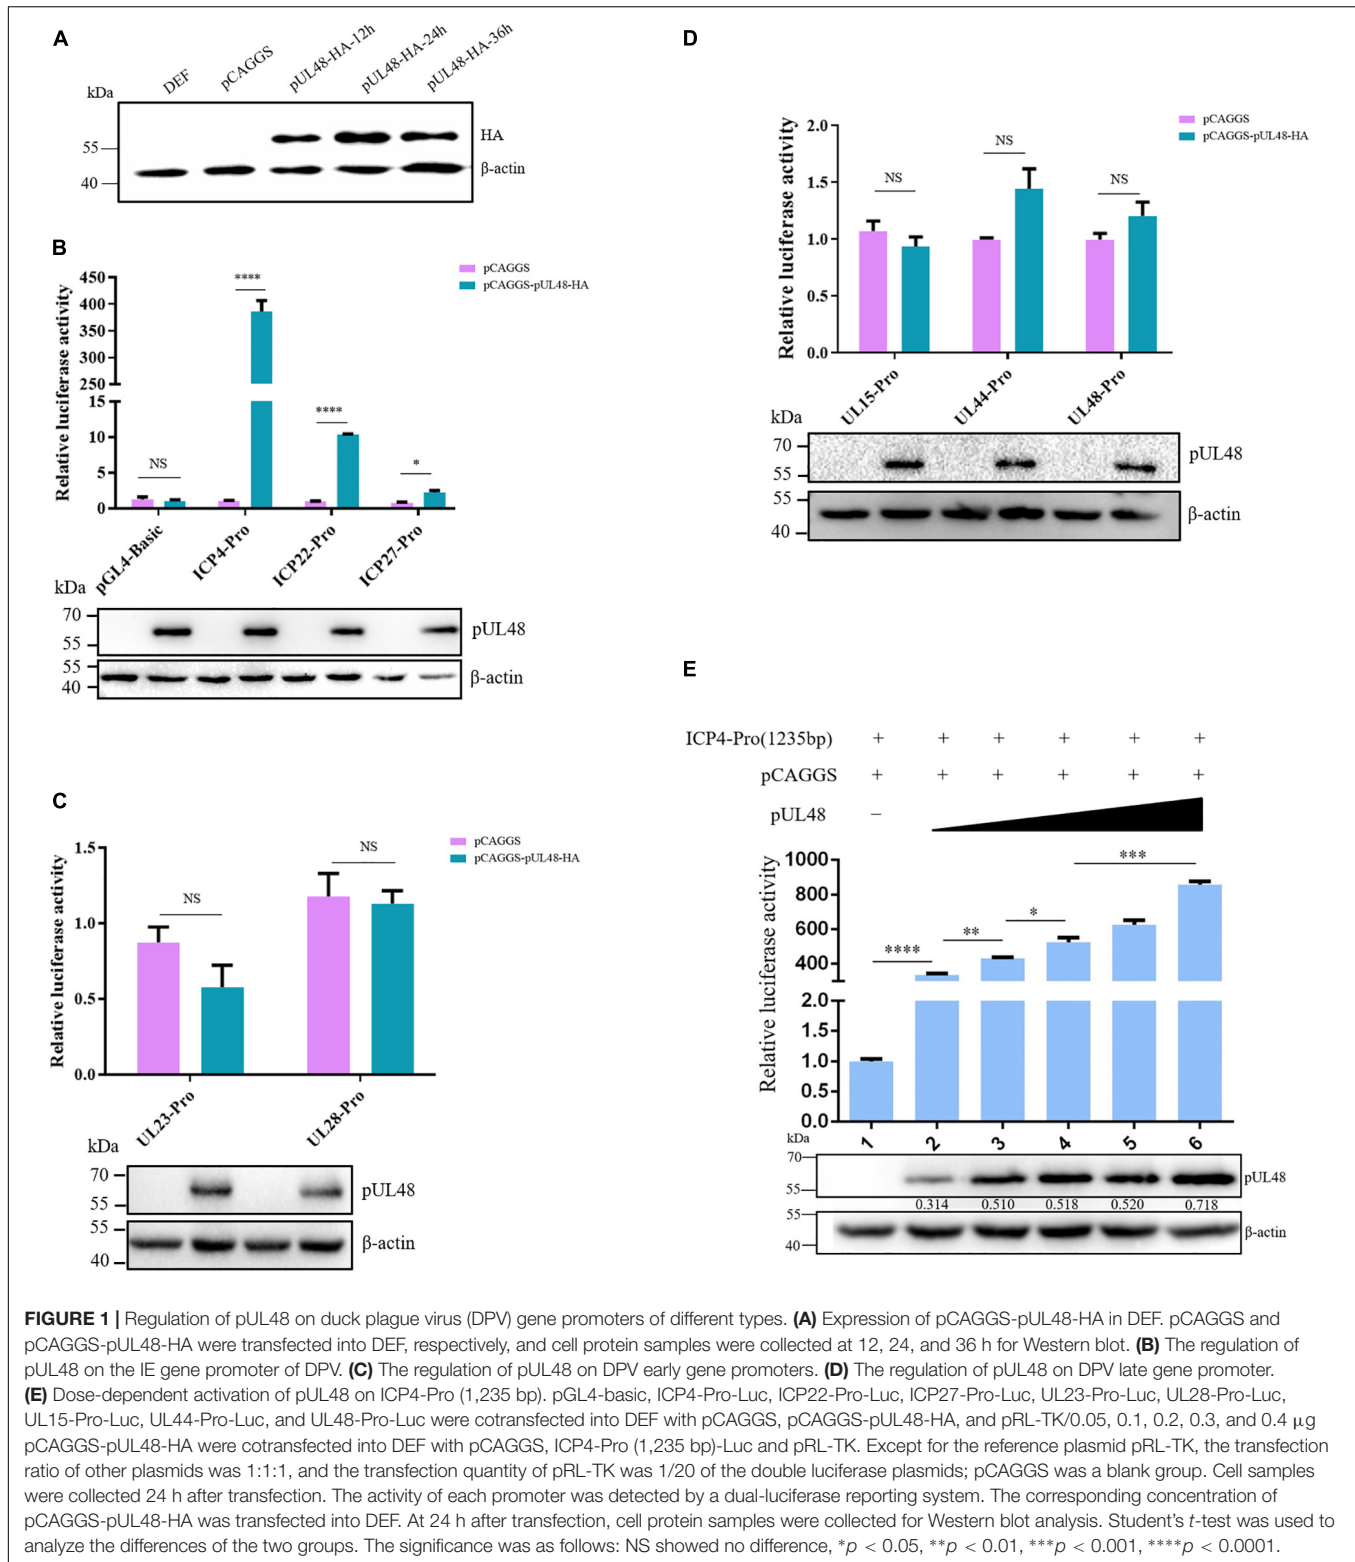 A
DEF
pCAGGS
pUL48-HA-12h
pUL48-HA-24h
pUL48-HA-36h
kDa
HA
55
β-actin
40
B
pCAGGS
pCAGGS-pUL48-HA
Relative luciferase activity
450
400
350
300
250
15
10
5
0
NS
****
****
*
pGL4-Basic
ICP4-Pro
ICP22-Pro
ICP27-Pro
kDa
70
pUL48
55
55
β-actin
40
C
pCAGGS
pCAGGS-pUL48-HA
Relative luciferase activity
1.5
1.0
0.5
0.0
NS
NS
UL23-Pro
UL28-Pro
kDa
70
pUL48
55
55
β-actin
40
D
pCAGGS
pCAGGS-pUL48-HA
Relative luciferase activity
2.0
1.5
1.0
0.5
0.0
NS
NS
NS
UL15-Pro
UL44-Pro
UL48-Pro
kDa
70
pUL48
55
55
β-actin
40
E
ICP4-Pro(1235bp) + + + + + +
pCAGGS + + + + + +
pUL48 −
Relative luciferase activity
1000
800
600
400
2.0
1.5
1.0
0.5
0.0
****
**
*
***
1 2 3 4 5 6
kDa
70
pUL48
55
0.314 0.510 0.518 0.520 0.718
55
β-actin
40
FIGURE 1 | Regulation of pUL48 on duck plague virus (DPV) gene promoters of different types. (A) Expression of pCAGGS-pUL48-HA in DEF. pCAGGS and
pCAGGS-pUL48-HA were transfected into DEF, respectively, and cell protein samples were collected at 12, 24, and 36 h for Western blot. (B) The regulation of
pUL48 on the IE gene promoter of DPV. (C) The regulation of pUL48 on DPV early gene promoters. (D) The regulation of pUL48 on DPV late gene promoter.
(E) Dose-dependent activation of pUL48 on ICP4-Pro (1,235 bp). pGL4-basic, ICP4-Pro-Luc, ICP22-Pro-Luc, ICP27-Pro-Luc, UL23-Pro-Luc, UL28-Pro-Luc,
UL15-Pro-Luc, UL44-Pro-Luc, and UL48-Pro-Luc were cotransfected into DEF with pCAGGS, pCAGGS-pUL48-HA, and pRL-TK/0.05, 0.1, 0.2, 0.3, and 0.4 μg
pCAGGS-pUL48-HA were cotransfected into DEF with pCAGGS, ICP4-Pro (1,235 bp)-Luc and pRL-TK. Except for the reference plasmid pRL-TK, the transfection
ratio of other plasmids was 1:1:1, and the transfection quantity of pRL-TK was 1/20 of the double luciferase plasmids; pCAGGS was a blank group. Cell samples
were collected 24 h after transfection. The activity of each promoter was detected by a dual-luciferase reporting system. The corresponding concentration of
pCAGGS-pUL48-HA was transfected into DEF. At 24 h after transfection, cell protein samples were collected for Western blot analysis. Student's t-test was used to
analyze the differences of the two groups. The significance was as follows: NS showed no difference, *p < 0.05, **p < 0.01, ***p < 0.001, ****p < 0.0001.